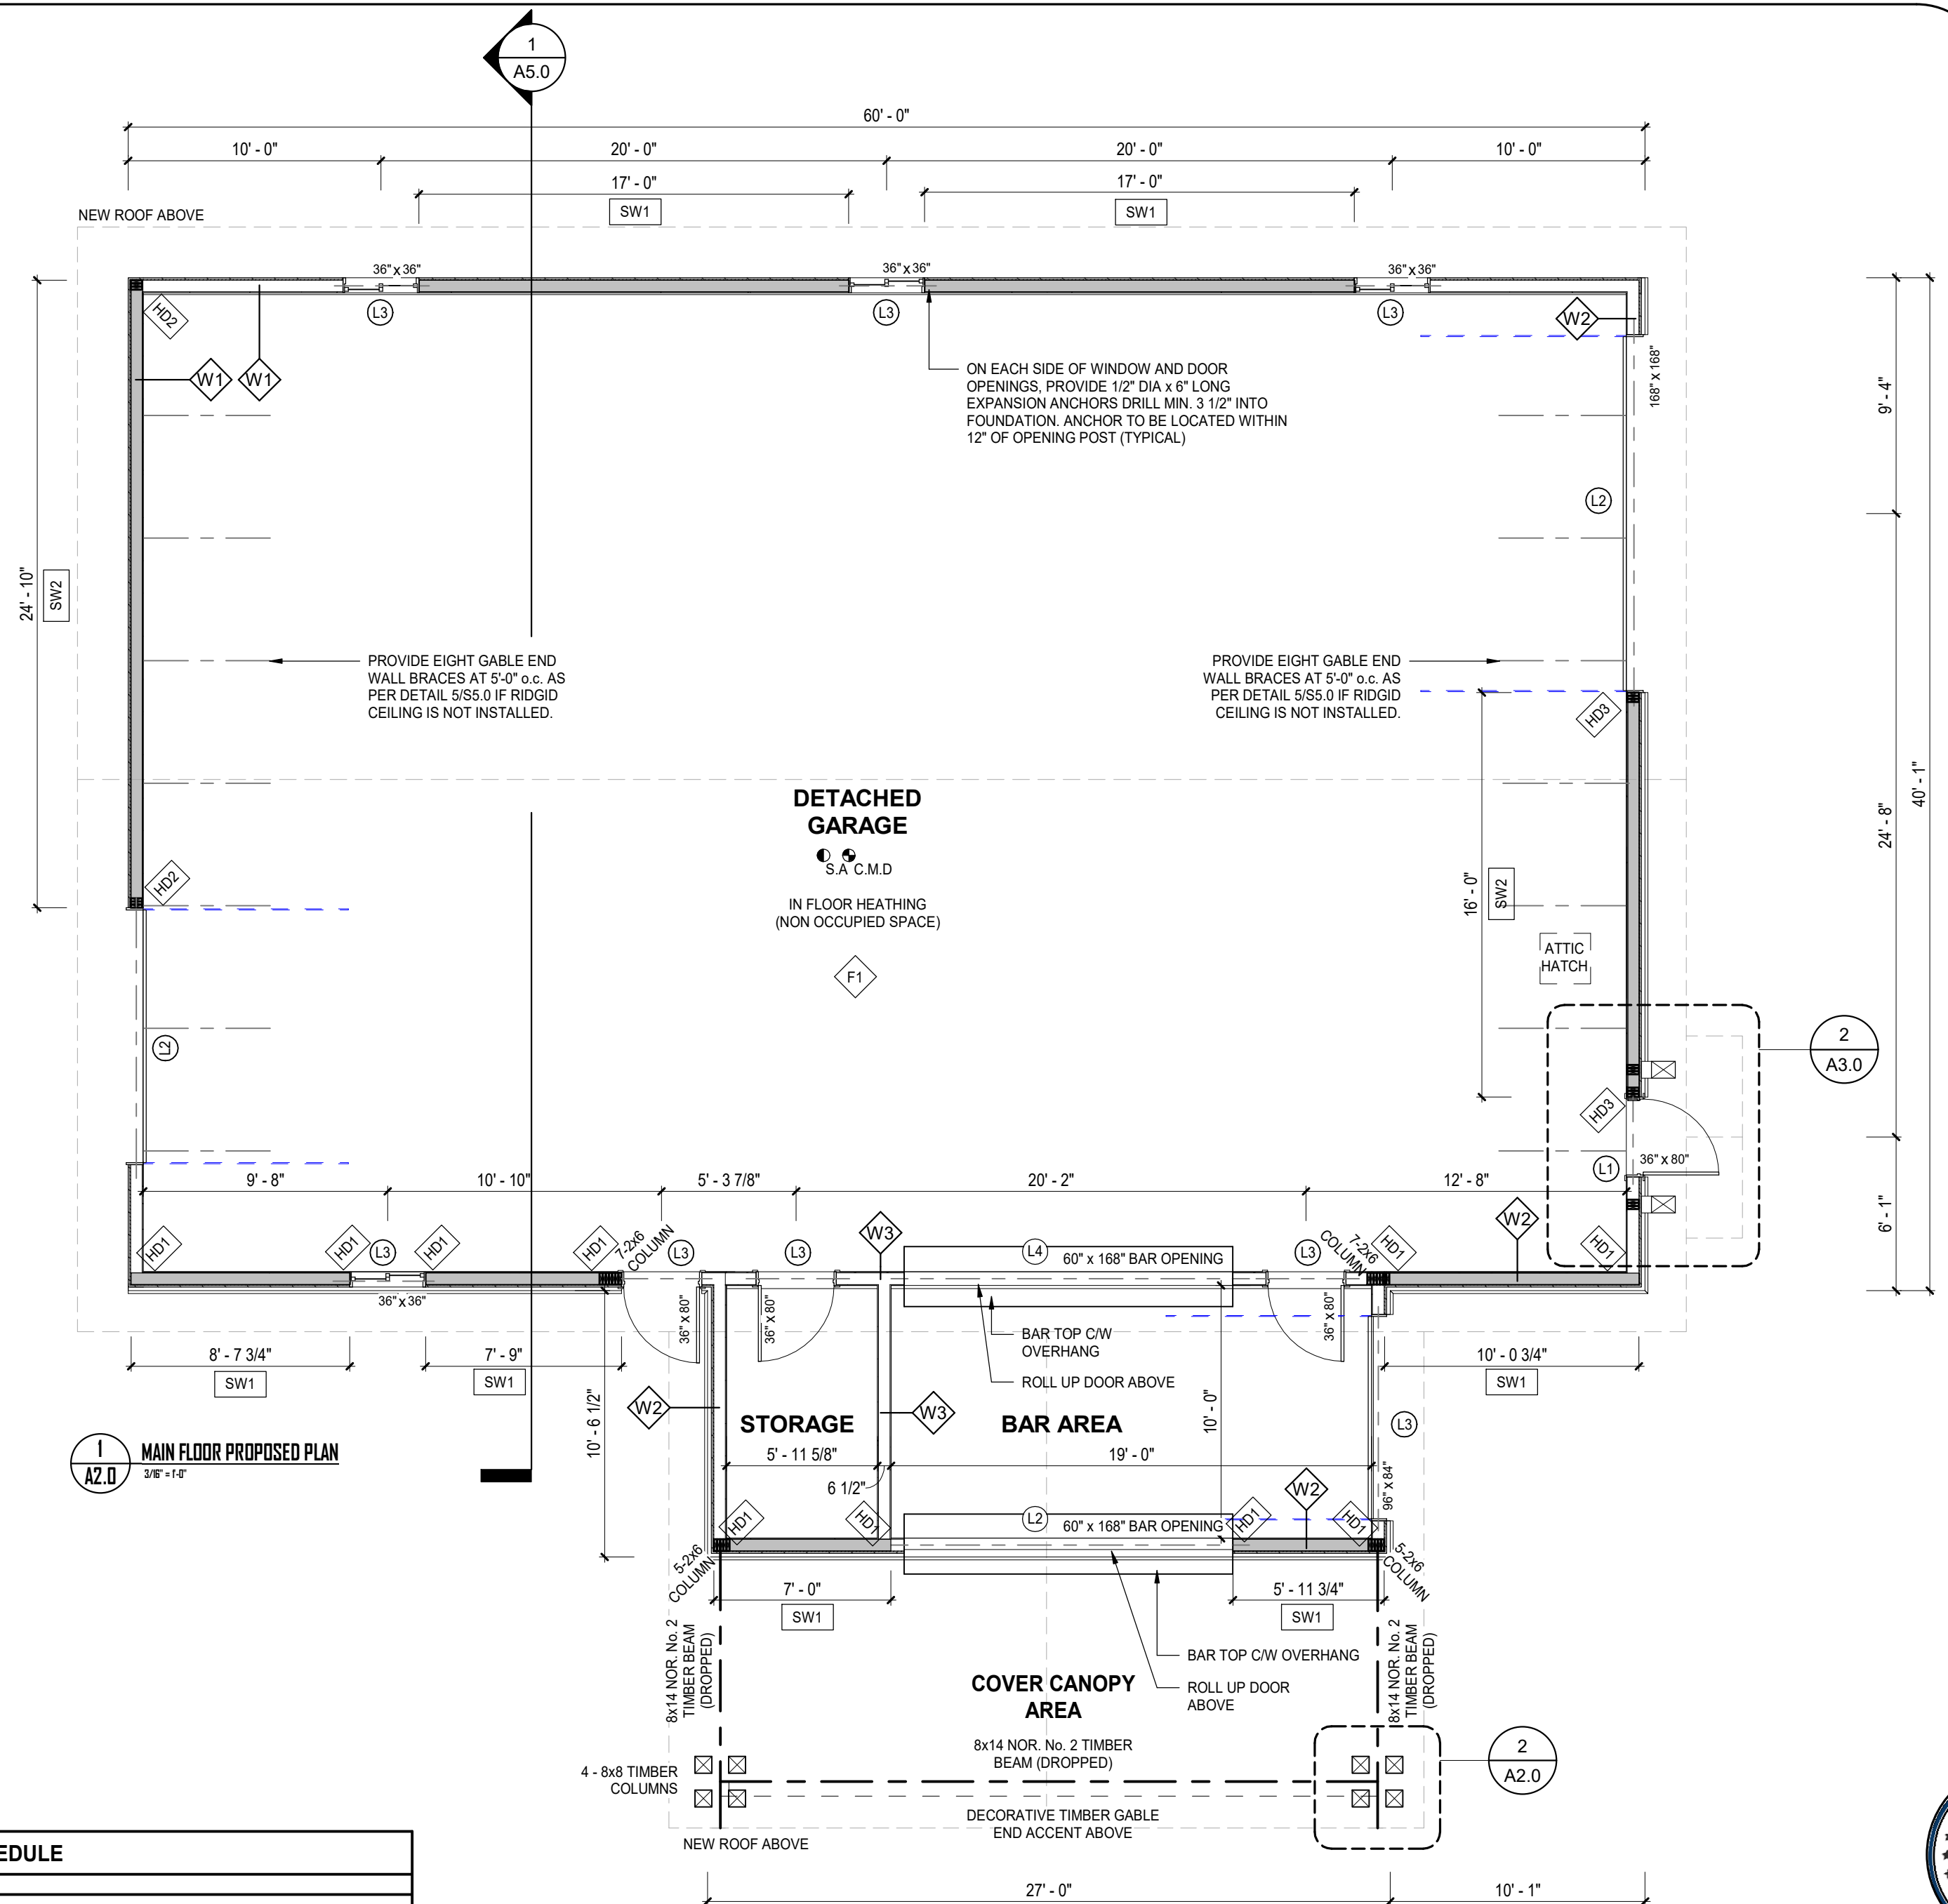 1
A5.0
60' - 0"
10' - 0"
20' - 0"
20' - 0"
10' - 0"
17' - 0"
17' - 0"
SW1
SW1
NEW ROOF ABOVE
36" x 36"
36" x 36"
36" x 36"
HD2
L3
L3
L3
W2
W1
W1
168" x 168"
ON EACH SIDE OF WINDOW AND DOOR
OPENINGS, PROVIDE 1/2" DIA x 6" LONG
EXPANSION ANCHORS DRILL MIN. 3 1/2" INTO
FOUNDATION. ANCHOR TO BE LOCATED WITHIN
12" OF OPENING POST (TYPICAL)
9' - 4"
L2
24' - 10"
SW2
PROVIDE EIGHT GABLE END
WALL BRACES AT 5'-0" o.c. AS
PER DETAIL 5/S5.0 IF RIDGID
CEILING IS NOT INSTALLED.
PROVIDE EIGHT GABLE END
WALL BRACES AT 5'-0" o.c. AS
PER DETAIL 5/S5.0 IF RIDGID
CEILING IS NOT INSTALLED.
HD3
40' - 1"
24' - 8"
DETACHED
GARAGE
S.A C.M.D
IN FLOOR HEATHING
(NON OCCUPIED SPACE)
F1
HD2
16' - 0"
SW2
ATTIC
HATCH
L2
2
A3.0
HD3
36" x 80"
L1
9' - 8"
10' - 10"
5' - 3 7/8"
20' - 2"
12' - 8"
6' - 1"
HD1
HD1
L3
HD1
HD1
7-2x6
COLUMN
L3
L3
W3
L4
60" x 168" BAR OPENING
L3
7-2x6
COLUMN
HD1
W2
HD1
36" x 36"
36" x 80"
36" x 80"
36" x 80"
BAR TOP C/W
OVERHANG
ROLL UP DOOR ABOVE
8' - 7 3/4"
SW1
7' - 9"
SW1
10' - 0 3/4"
SW1
10' - 6 1/2"
W2
STORAGE
W3
BAR AREA
10' - 0"
L3
1
A2.0
MAIN FLOOR PROPOSED PLAN
3/16" = 1'-0"
5' - 11 5/8"
19' - 0"
6 1/2"
W2
96" x 84"
HD1
HD1
L2
60" x 168" BAR OPENING
HD1
HD1
5-2x6
COLUMN
5-2x6
COLUMN
7' - 0"
SW1
5' - 11 3/4"
SW1
8x14 NOR. No. 2
TIMBER BEAM
(DROPPED)
BAR TOP C/W OVERHANG
ROLL UP DOOR
ABOVE
8x14 NOR. No. 2
TIMBER BEAM
(DROPPED)
COVER CANOPY
AREA
8x14 NOR. No. 2 TIMBER
BEAM (DROPPED)
4 - 8x8 TIMBER
COLUMNS
2
A2.0
DECORATIVE TIMBER GABLE
END ACCENT ABOVE
NEW ROOF ABOVE
EDULE
27' - 0"
10' - 1"